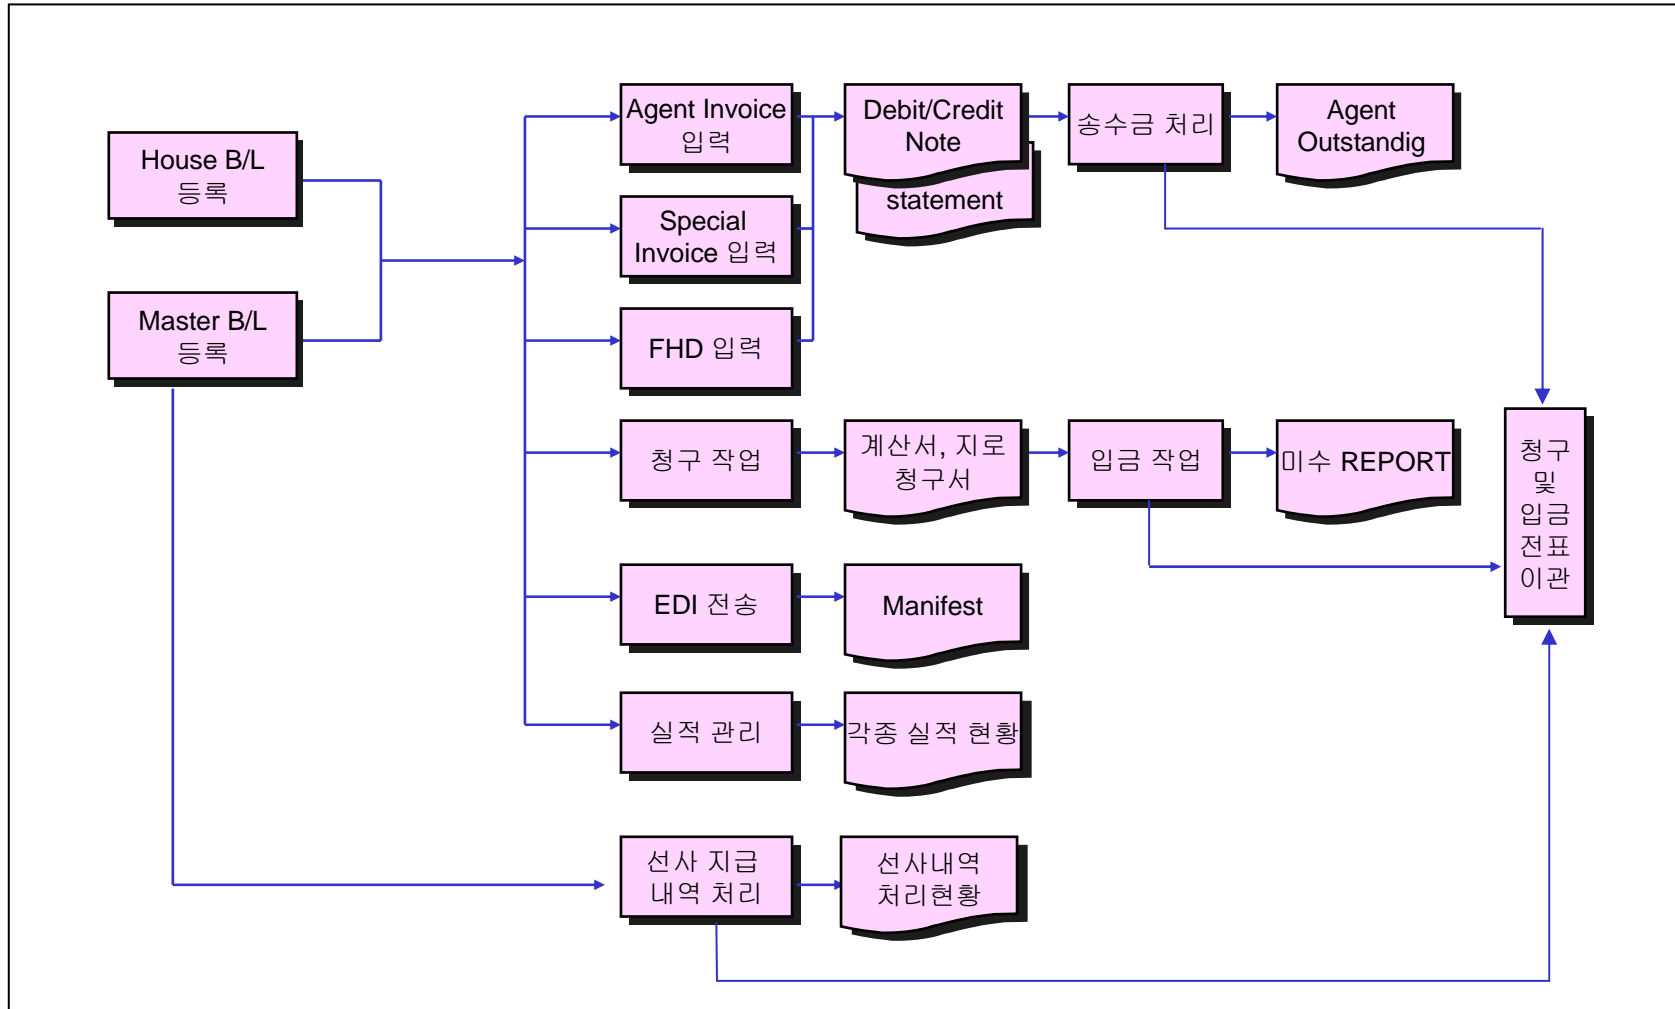 House B/L
등록
Master B/L
등록
Agent Invoice
입력
Special
Invoice 입력
FHD 입력
청구 작업
EDI 전송
실적 관리
선사 지급
내역 처리
Debit/Credit
Note
statement
계산서, 지로
청구서
Manifest
각종 실적 현황
선사내역
처리현황
송수금 처리
입금 작업
Agent
Outstandig
미수 REPORT
청구
및
입금
전표
이관